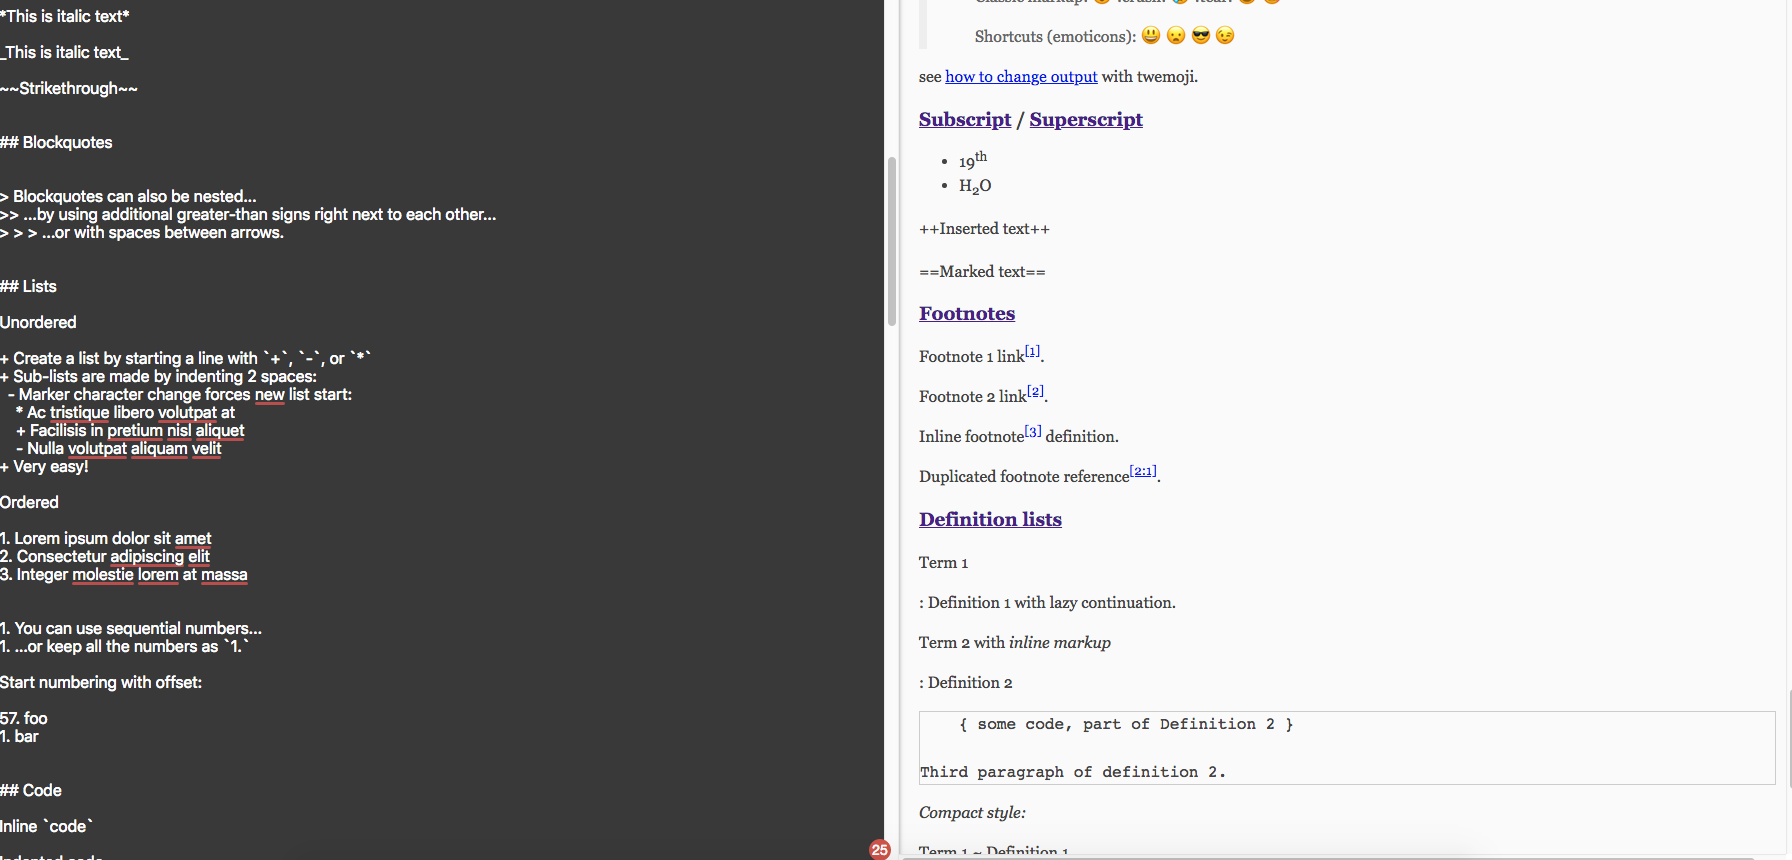 *This is italic text*
_This is italic text_
~~Strikethrough~~
## Blockquotes
> Blockquotes can also be nested...
>> ...by using additional greater-than signs right next to each other...
> > > ...or with spaces between arrows.
## Lists
Unordered
+ Create a list by starting a line with `+`, `-`, or `*`
+ Sub-lists are made by indenting 2 spaces:
- Marker character change forces new list start:
* Ac tristique libero volutpat at
+ Facilisis in pretium nisl aliquet
- Nulla volutpat aliquam velit
+ Very easy!
Ordered
1. Lorem ipsum dolor sit amet
2. Consectetur adipiscing elit
3. Integer molestie lorem at massa
1. You can use sequential numbers...
1. ...or keep all the numbers as `1.`
Start numbering with offset:
57. foo
1. bar
## Code
Inline `code`
Indented code
25
Shortcuts (emoticons): 😃 😦 😎 😉
see how to change output with twemoji.
Subscript / Superscript
• 19th
• H2O
++Inserted text++
==Marked text==
Footnotes
Footnote 1 link[1].
Footnote 2 link[2].
Inline footnote[3] definition.
Duplicated footnote reference[2:1].
Definition lists
Term 1
: Definition 1 with lazy continuation.
Term 2 with inline markup
: Definition 2
{ some code, part of Definition 2 }
Third paragraph of definition 2.
Compact style:
Term 1 ~ Definition 1